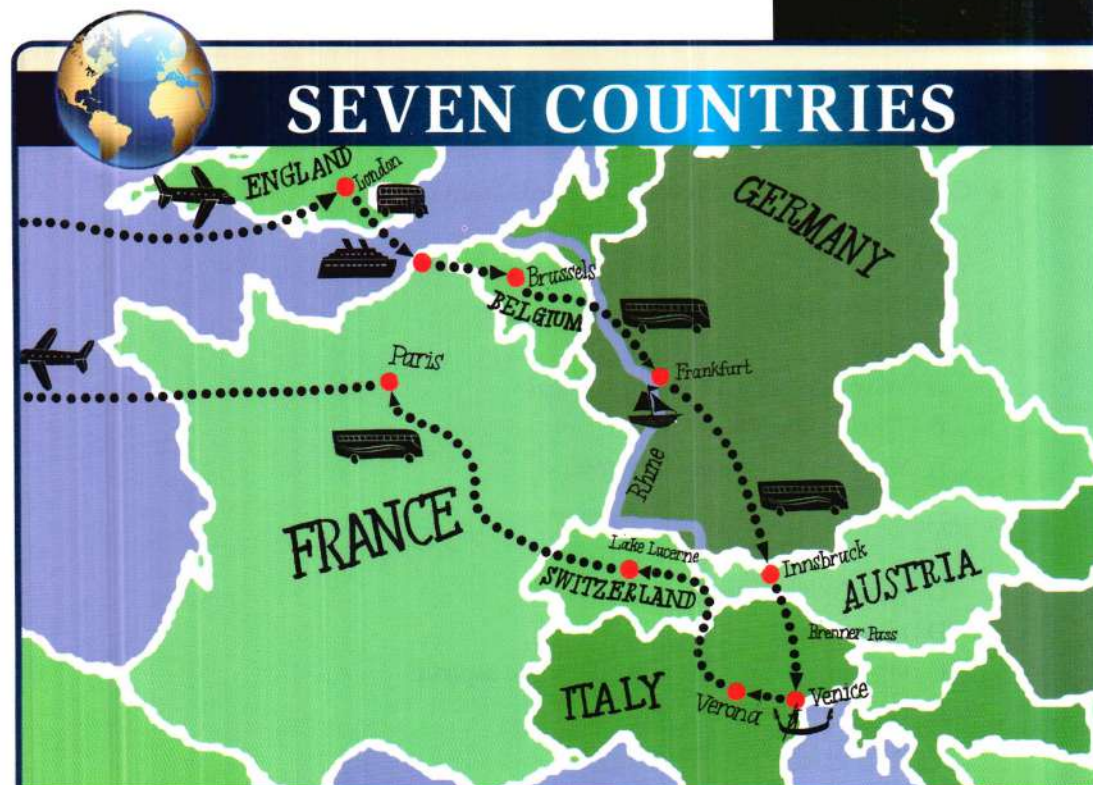 SEVEN COUNTRIES
ENGLAND
London
GERMANY
Brussels
BELGIUM
Paris
Frankfurt
Rhine
FRANCE
Lake Lucerne
SWITZERLAND
Innsbruck
AUSTRIA
Brenner Pass
ITALY
Verona
Venice